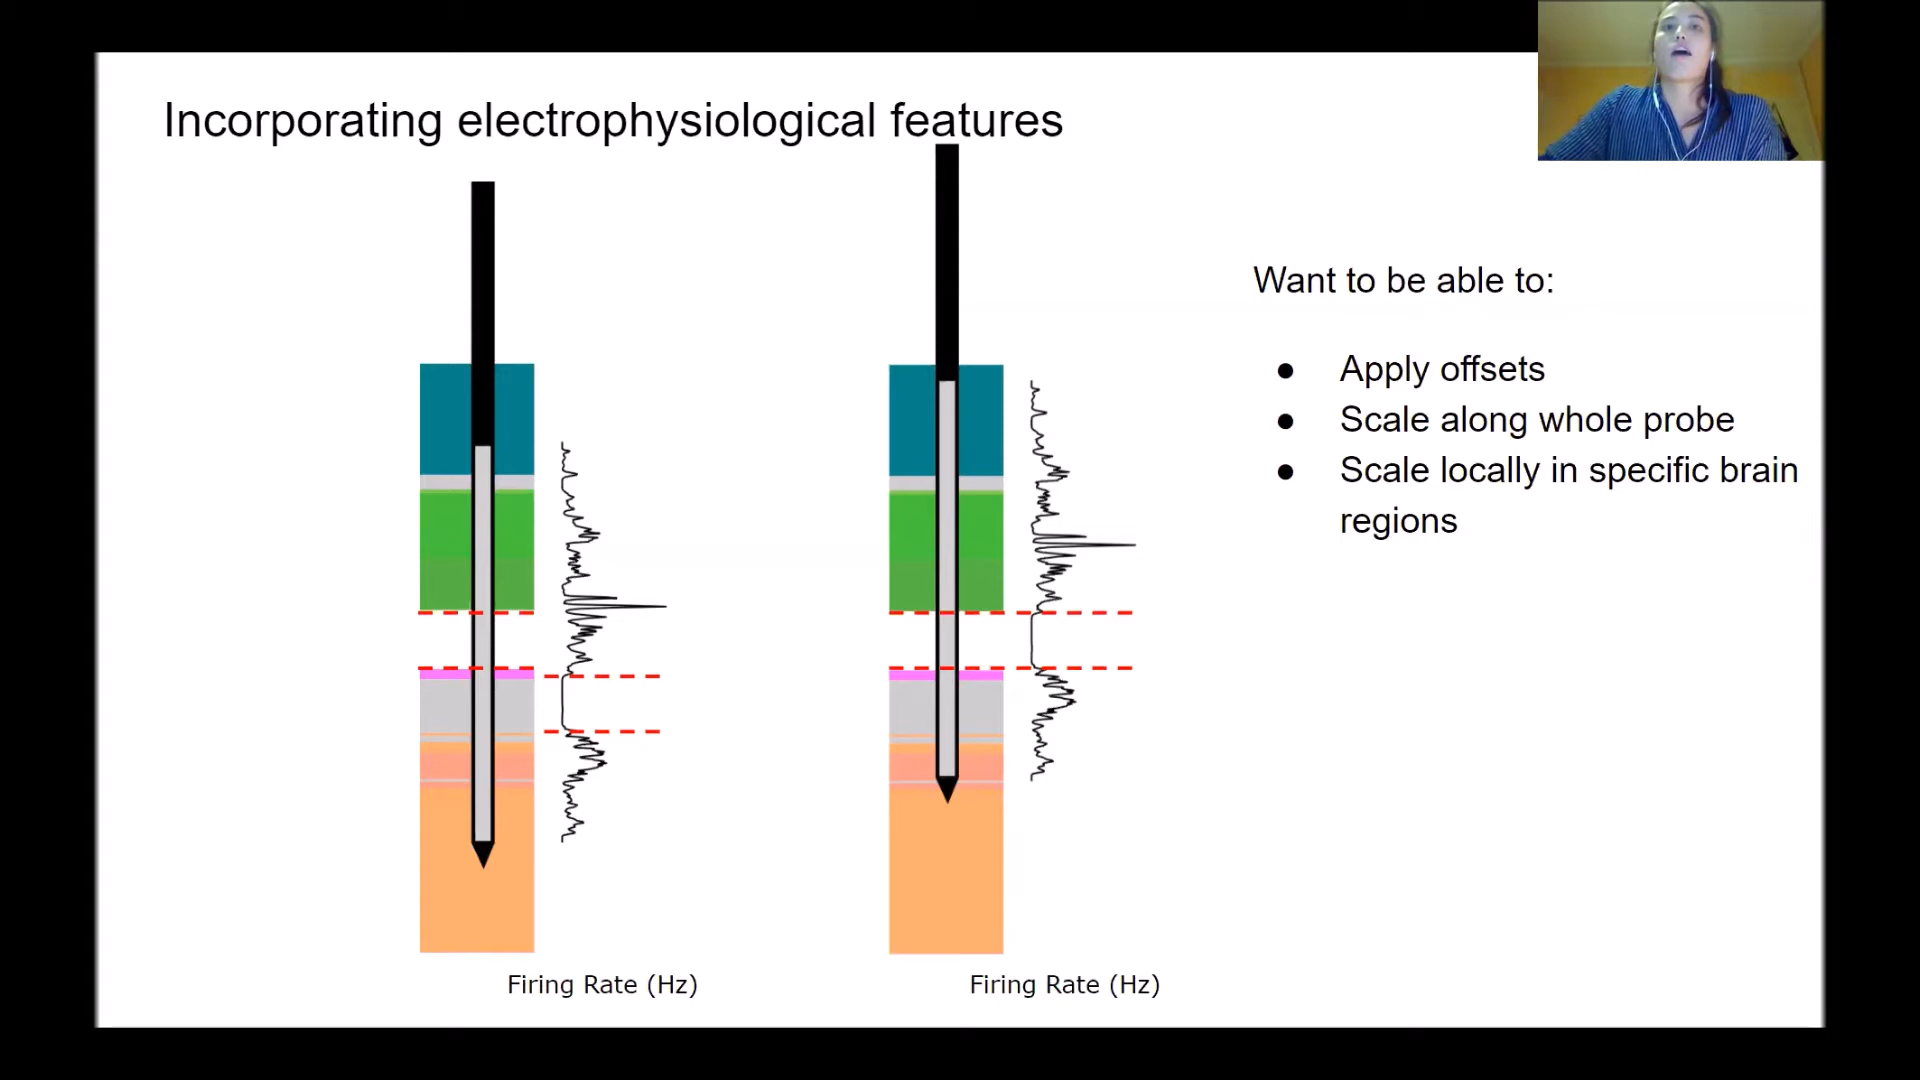 Incorporating electrophysiological features
Want to be able to:
● Apply offsets
● Scale along whole probe
● Scale locally in specific brain
regions
Firing Rate (Hz)
Firing Rate (Hz)